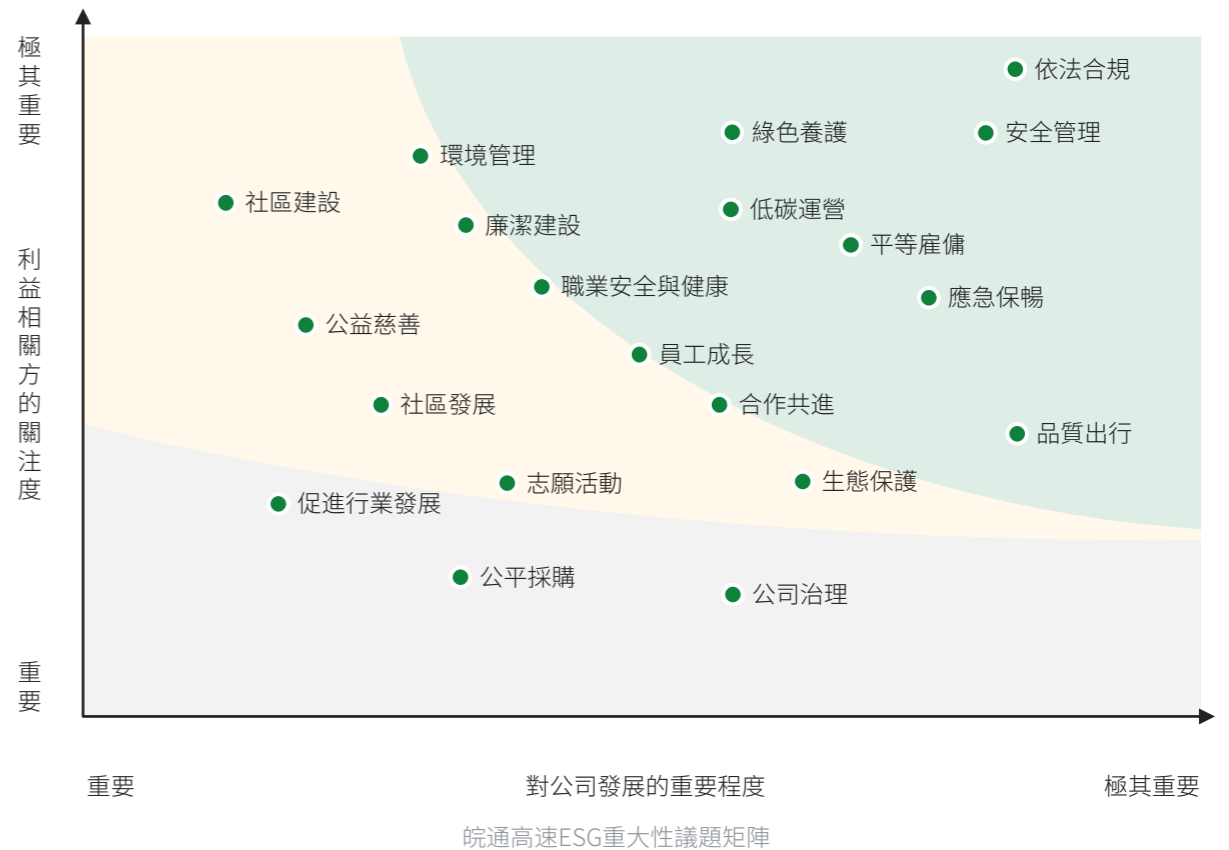 極其重要
利益相關方的關注度
重要
依法合規
綠色養護
安全管理
環境管理
社區建設
低碳運營
廉潔建設
平等雇傭
職業安全與健康
應急保暢
公益慈善
員工成長
社區發展
合作共進
品質出行
志願活動
生態保護
促進行業發展
公平採購
公司治理
重要
對公司發展的重要程度
極其重要
皖通高速ESG重大性議題矩陣